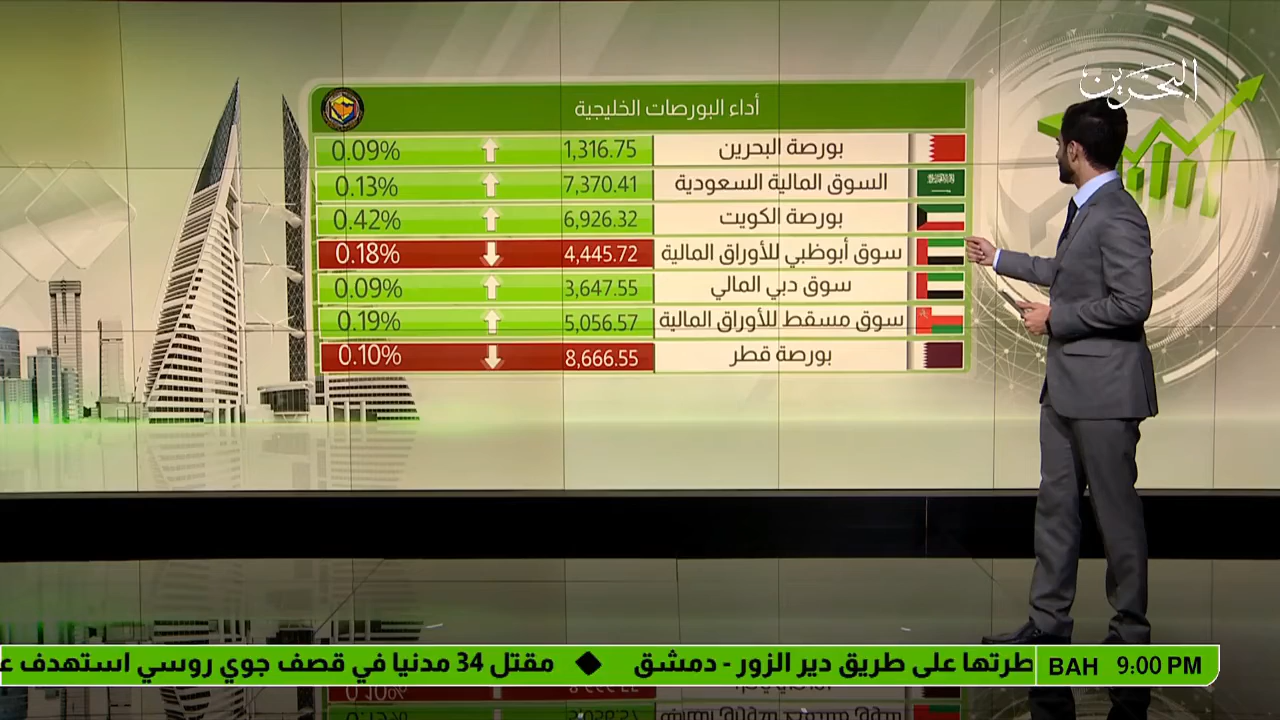 البحرين
أداء البورصات الخليجية
بورصة البحرين 1,316.75 0.09%
السوق المالية السعودية 7,370.41 0.13%
بورصة الكويت 6,926.32 0.42%
سوق أبوظبي للأوراق المالية 4,445.72 0.18%
سوق دبي المالي 3,647.55 0.09%
سوق مسقط للأوراق المالية 5,056.57 0.19%
بورصة قطر 8,666.55 0.10%
BAH 9:00 PM
طرتها على طريق دير الزور - دمشق ◆ مقتل 34 مدنيا في قصف جوي روسي استهدف ع